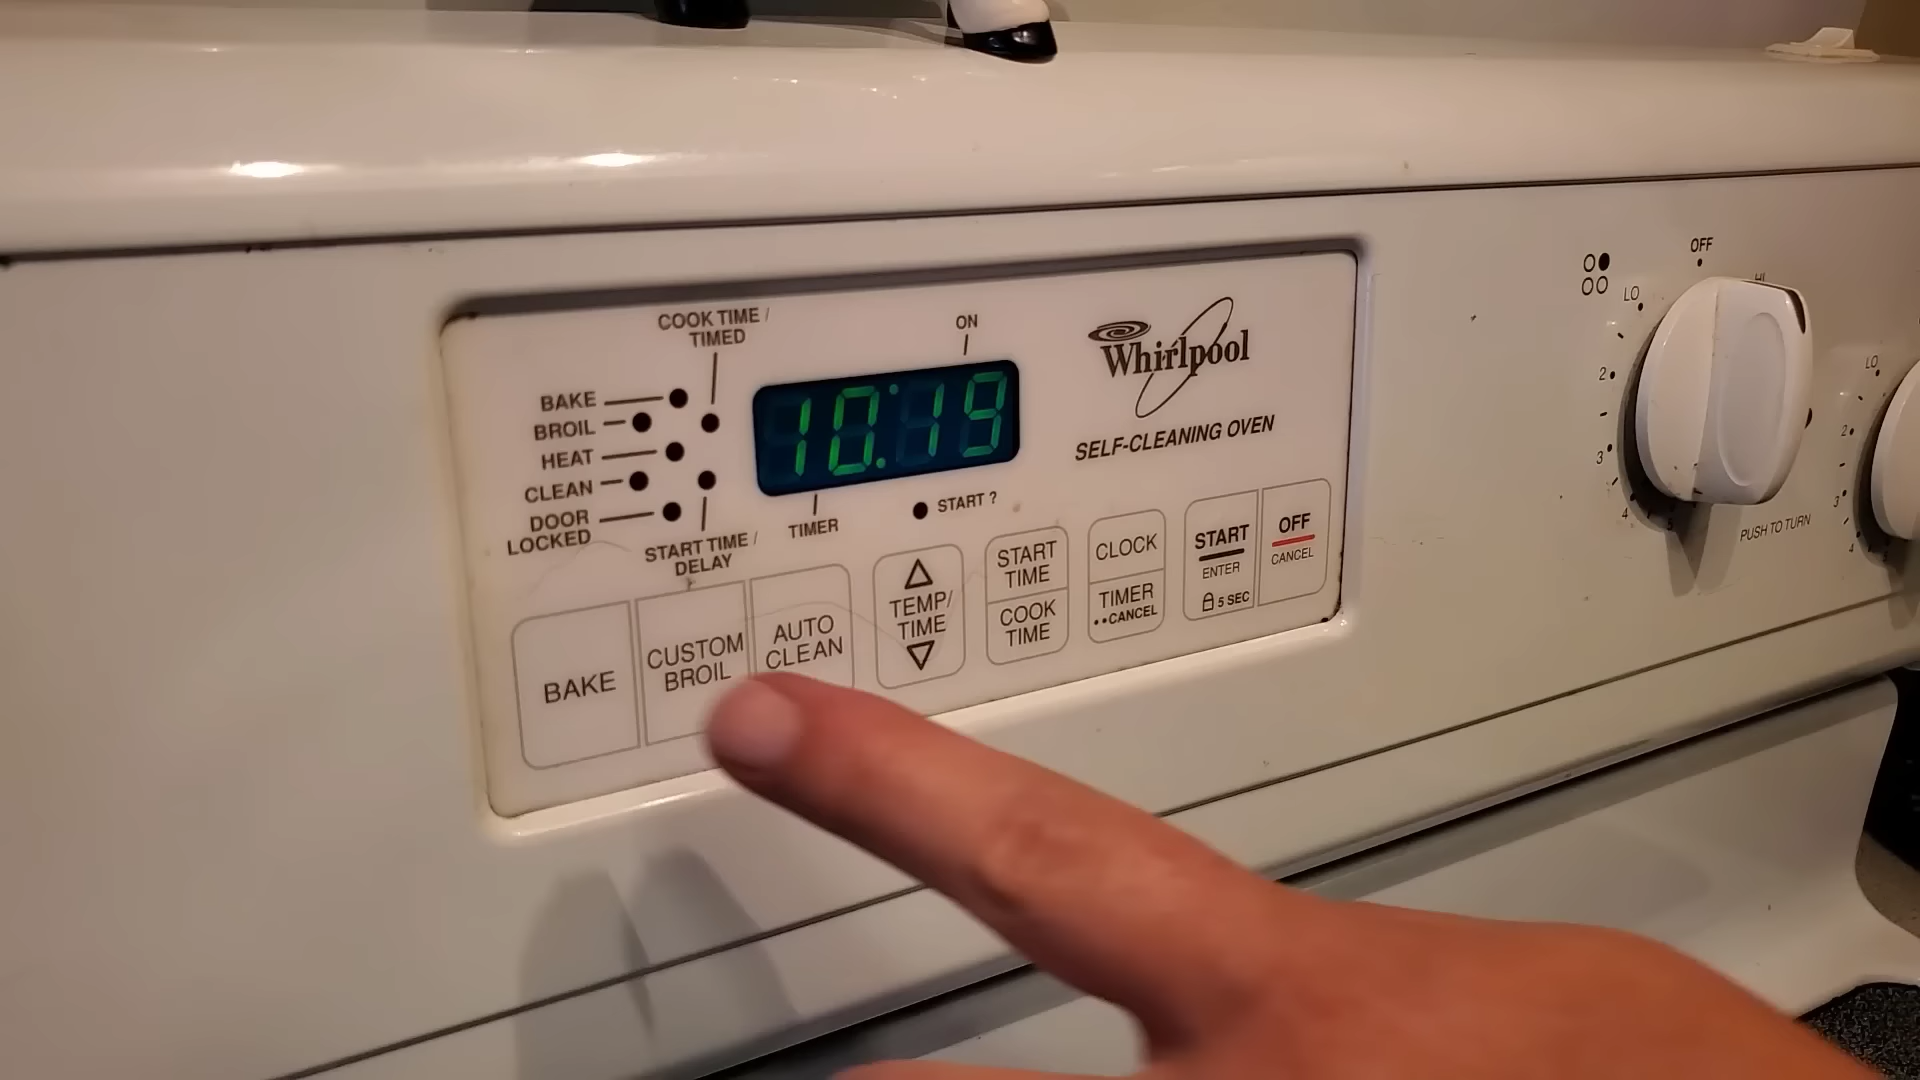 COOK TIME /
TIMED
ON
BAKE
BROIL
HEAT
CLEAN
DOOR
LOCKED
10:19
START TIME /
DELAY
TIMER
START ?
Whirlpool
SELF-CLEANING OVEN
BAKE
CUSTOM
BROIL
AUTO
CLEAN
TEMP/
TIME
START
TIME
COOK
TIME
CLOCK
TIMER
••CANCEL
START
ENTER
5 SEC
OFF
CANCEL
OFF
HI
LO
2
3
4
5
PUSH TO TURN
LO
2
3
4